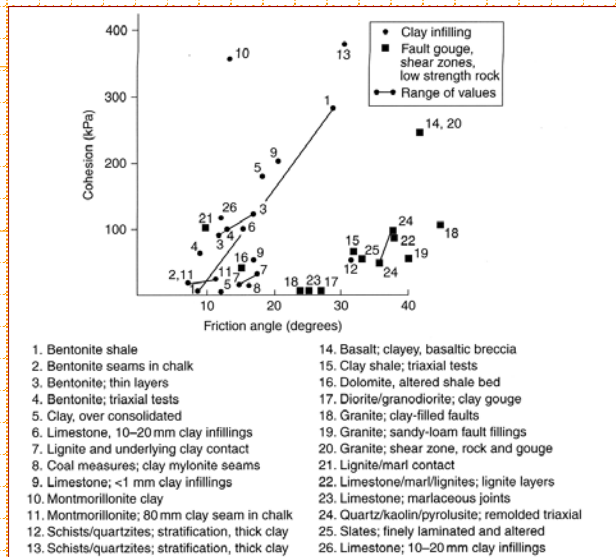 400
300
200
100
Cohesion (kPa)
10
20
30
40
Friction angle (degrees)
Clay infilling
Fault gouge,
shear zones,
low strength rock
Range of values
10
13
1
14, 20
9
5
26
3
21
6
3
4
4
18
24
22
15
19
16
9
25
12
24
2,11
11
7
7
1
5
8
18
23
17
1. Bentonite shale
2. Bentonite seams in chalk
3. Bentonite; thin layers
4. Bentonite; triaxial tests
5. Clay, over consolidated
6. Limestone, 10–20 mm clay infillings
7. Lignite and underlying clay contact
8. Coal measures; clay mylonite seams
9. Limestone; <1 mm clay infillings
10. Montmorillonite clay
11. Montmorillonite; 80 mm clay seam in chalk
12. Schists/quartzites; stratification, thick clay
13. Schists/quartzites; stratification, thick clay
14. Basalt; clayey, basaltic breccia
15. Clay shale; triaxial tests
16. Dolomite, altered shale bed
17. Diorite/granodiorite; clay gouge
18. Granite; clay-filled faults
19. Granite; sandy-loam fault fillings
20. Granite; shear zone, rock and gouge
21. Lignite/marl contact
22. Limestone/marl/lignites; lignite layers
23. Limestone; marlaceous joints
24. Quartz/kaolin/pyrolusite; remolded triaxial
25. Slates; finely laminated and altered
26. Limestone; 10–20 mm clay infillings